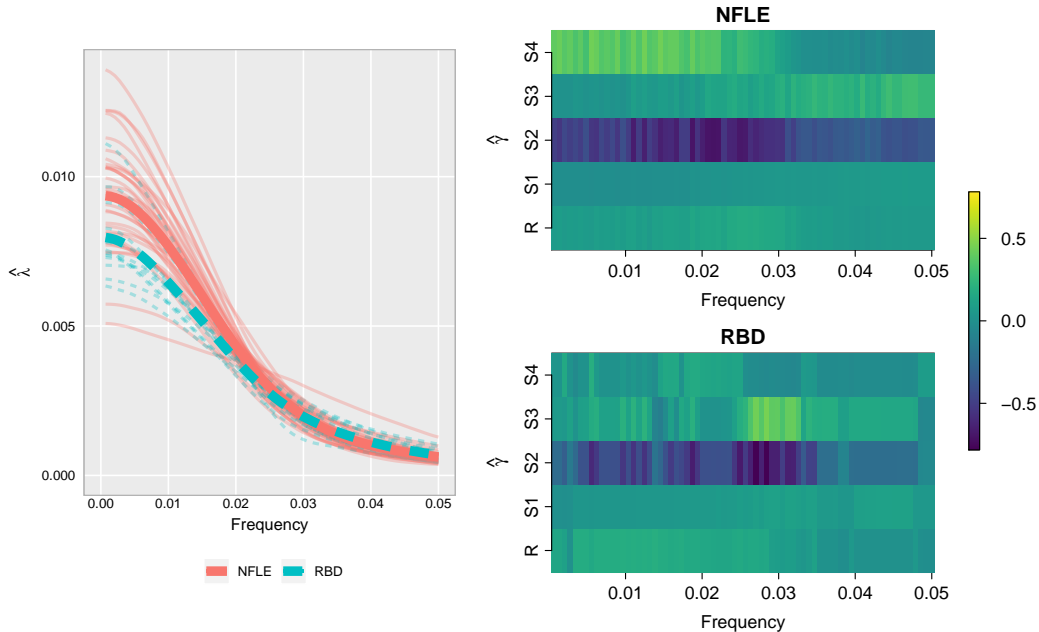 0.010
0.005
0.000
λ̂
0.00 0.01 0.02 0.03 0.04 0.05
Frequency
NFLE RBD
NFLE
S4
S3
S2
S1
R
γ̂
0.01 0.02 0.03 0.04 0.05
Frequency
RBD
S4
S3
S2
S1
R
γ̂
0.01 0.02 0.03 0.04 0.05
Frequency
0.5
0.0
−0.5